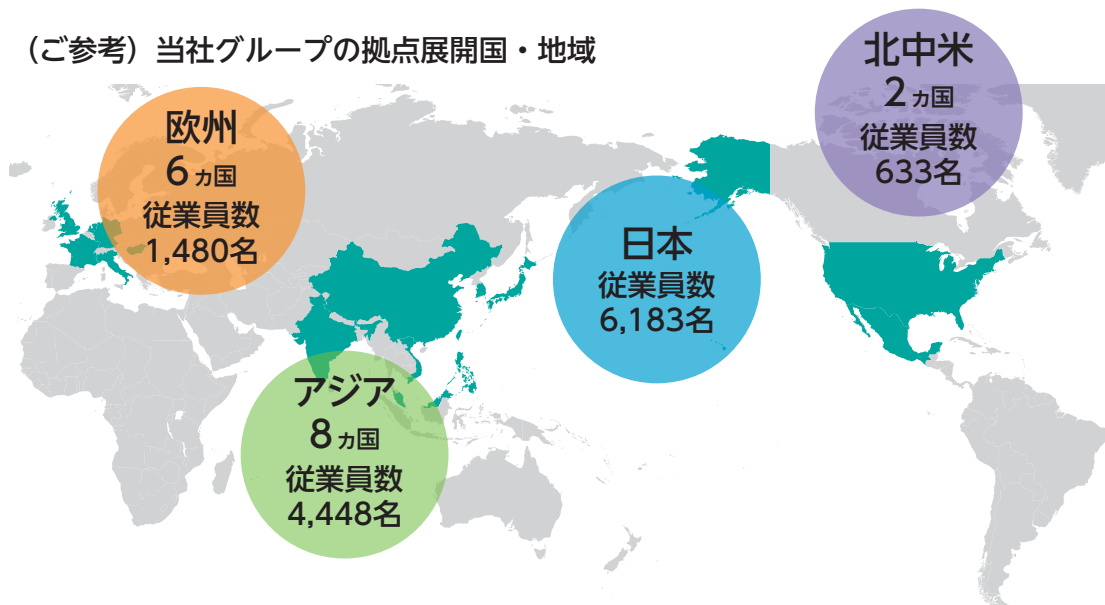 （ご参考）当社グループの拠点展開国・地域
欧州
6 ヵ国
従業員数
1,480名
アジア
8 ヵ国
従業員数
4,448名
日本
従業員数
6,183名
北中米
2 ヵ国
従業員数
633名